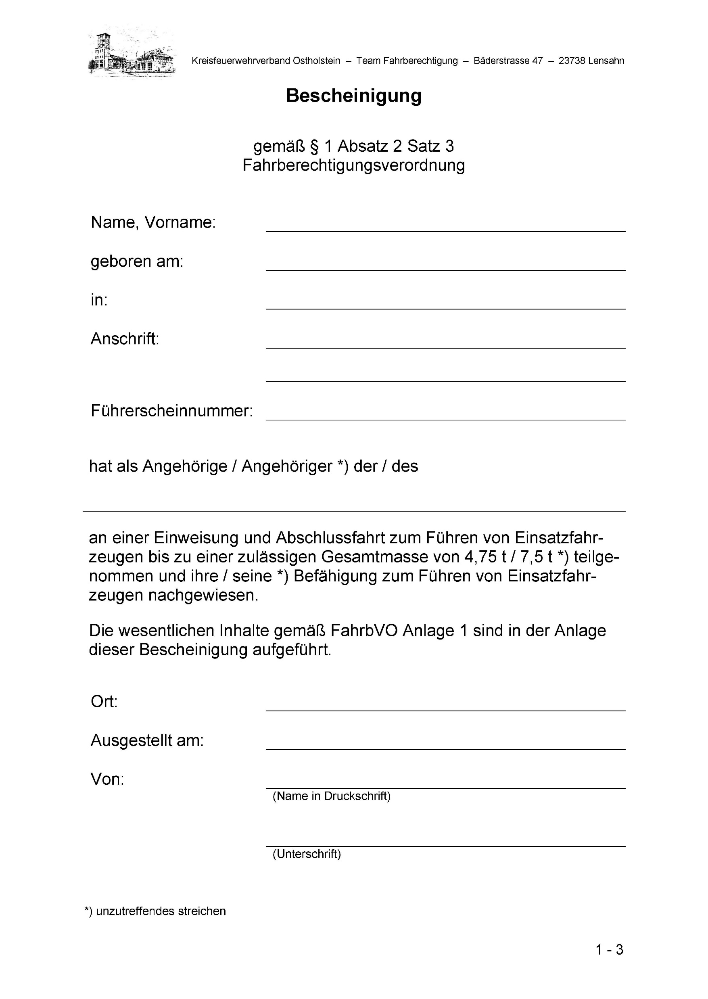 Kreisfeuerwehrverband Ostholstein – Team Fahrberechtigung – Bäderstrasse 47 – 23738 Lensahn
Bescheinigung
gemäß § 1 Absatz 2 Satz 3
Fahrberechtigungsverordnung
Name, Vorname:
geboren am:
in:
Anschrift:
Führerscheinnummer:
hat als Angehörige / Angehöriger *) der / des
an einer Einweisung und Abschlussfahrt zum Führen von Einsatzfahr-
zeugen bis zu einer zulässigen Gesamtmasse von 4,75 t / 7,5 t *) teilge-
nommen und ihre / seine *) Befähigung zum Führen von Einsatzfahr-
zeugen nachgewiesen.
Die wesentlichen Inhalte gemäß FahrbVO Anlage 1 sind in der Anlage
dieser Bescheinigung aufgeführt.
Ort:
Ausgestellt am:
Von:
(Name in Druckschrift)
(Unterschrift)
*) unzutreffendes streichen
1 - 3